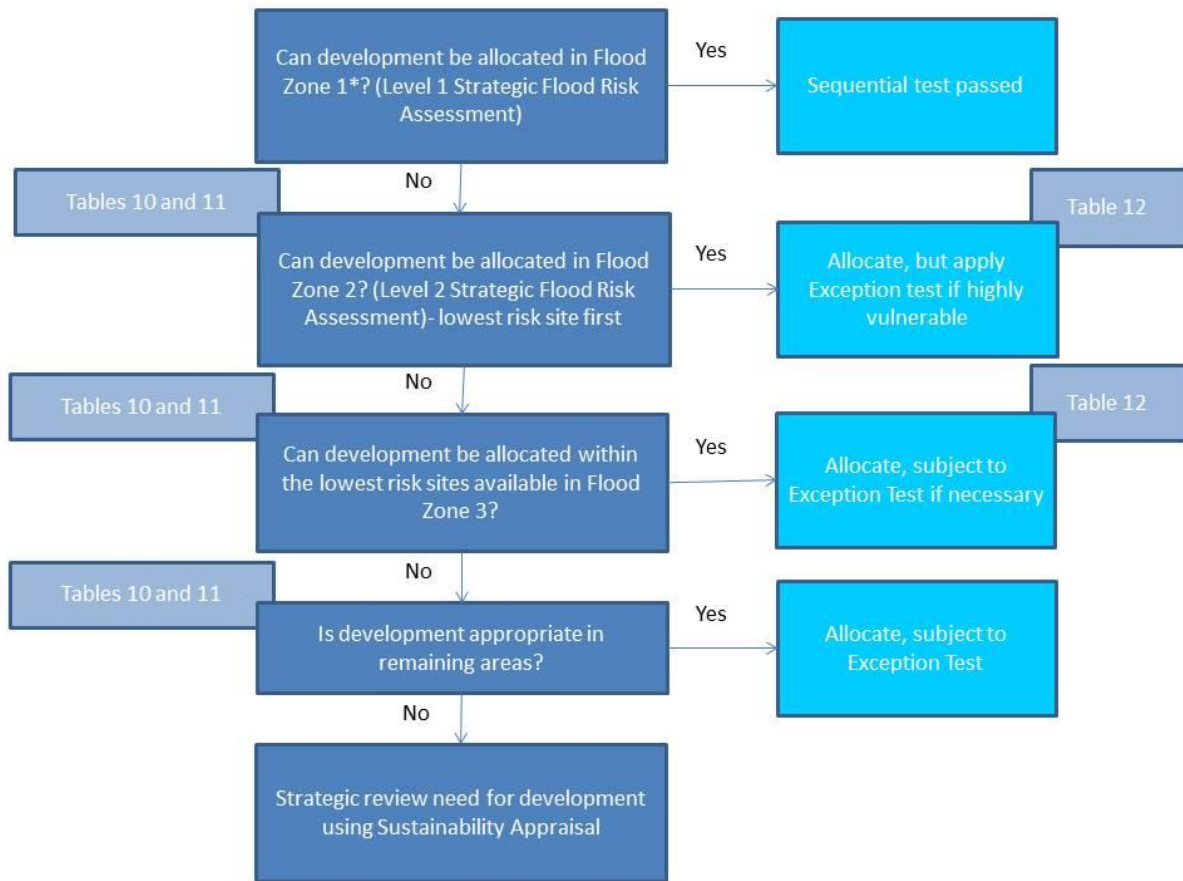 Can development be allocated in Flood
Zone 1*? (Level 1 Strategic Flood Risk
Assessment)
Yes
Sequential test passed
No
Tables 10 and 11
Table 12
Can development be allocated in Flood
Zone 2? (Level 2 Strategic Flood Risk
Assessment)- lowest risk site first
Yes
Allocate, but apply
Exception test if highly
vulnerable
No
Tables 10 and 11
Table 12
Can development be allocated within
the lowest risk sites available in Flood
Zone 3?
Yes
Allocate, subject to
Exception Test if necessary
No
Tables 10 and 11
Is development appropriate in
remaining areas?
Yes
Allocate, subject to
Exception Test
No
Strategic review need for development
using Sustainability Appraisal